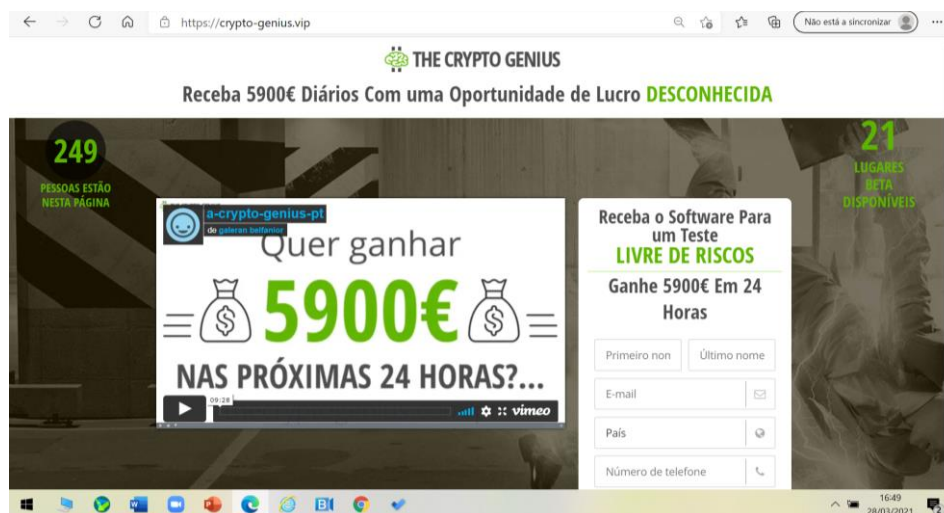 https://crypto-genius.vip
Não está a sincronizar
THE CRYPTO GENIUS
Receba 5900€ Diários Com uma Oportunidade de Lucro DESCONHECIDA
249
PESSOAS ESTÃO
NESTA PÁGINA
21
LUGARES
BETA
DISPONÍVEIS
a-crypto-genius-pt
de galeran belfanior
Quer ganhar
5900€
NAS PRÓXIMAS 24 HORAS?...
09:28
vimeo
Receba o Software Para
um Teste
LIVRE DE RISCOS
Ganhe 5900€ Em 24
Horas
Primeiro non
Último nome
E-mail
País
Número de telefone
16:49
28/03/2021